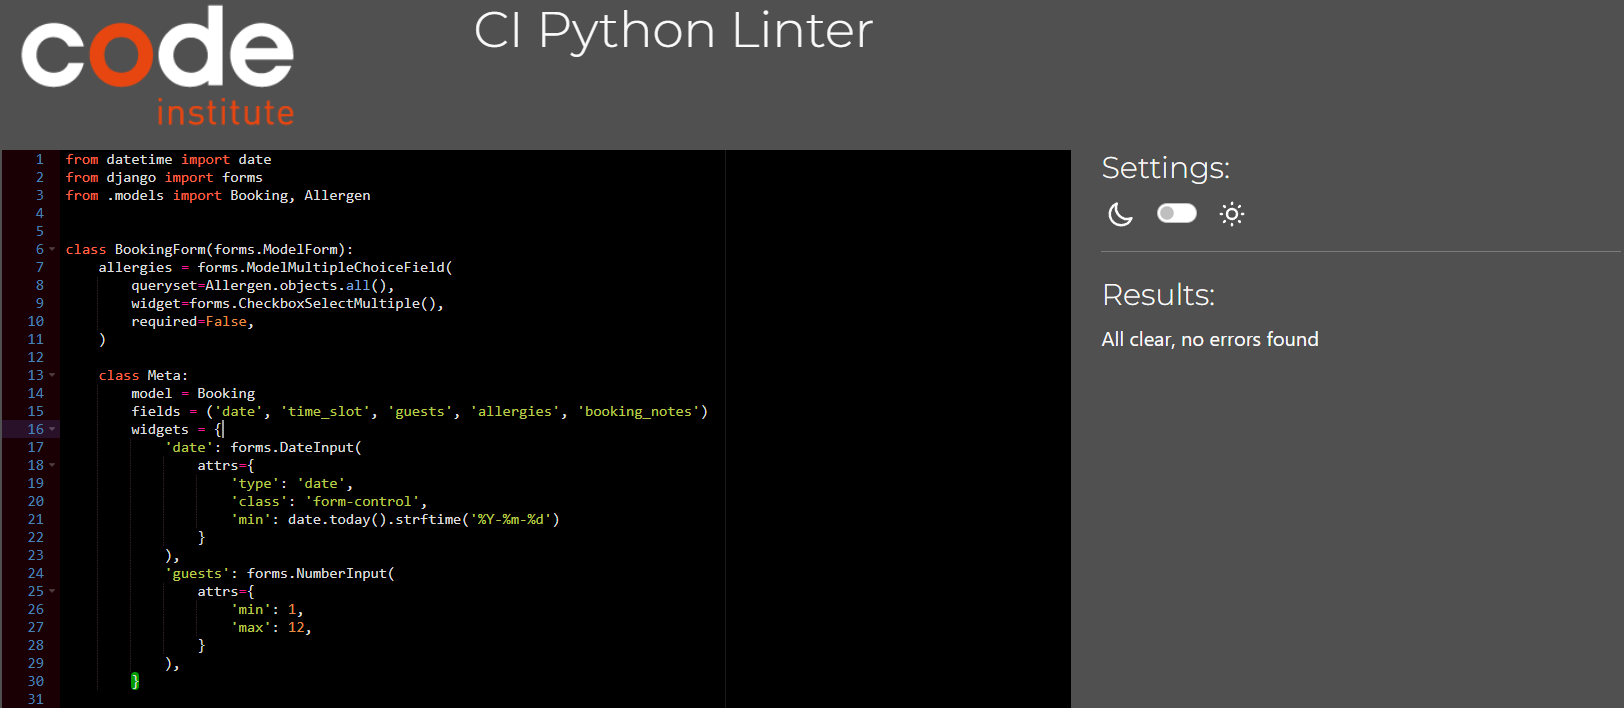 code
institute
CI Python Linter
1 from datetime import date
2 from django import forms
3 from .models import Booking, Allergen
4
5
6 class BookingForm(forms.ModelForm):
7     allergies = forms.ModelMultipleChoiceField(
8         queryset=Allergen.objects.all(),
9         widget=forms.CheckboxSelectMultiple(),
10         required=False,
11     )
12
13     class Meta:
14         model = Booking
15         fields = ('date', 'time_slot', 'guests', 'allergies', 'booking_notes')
16         widgets = {
17             'date': forms.DateInput(
18                 attrs={
19                     'type': 'date',
20                     'class': 'form-control',
21                     'min': date.today().strftime('%Y-%m-%d')
22                 }
23             ),
24             'guests': forms.NumberInput(
25                 attrs={
26                     'min': 1,
27                     'max': 12,
28                 }
29             ),
30         }
31
Settings:
Results:
All clear, no errors found